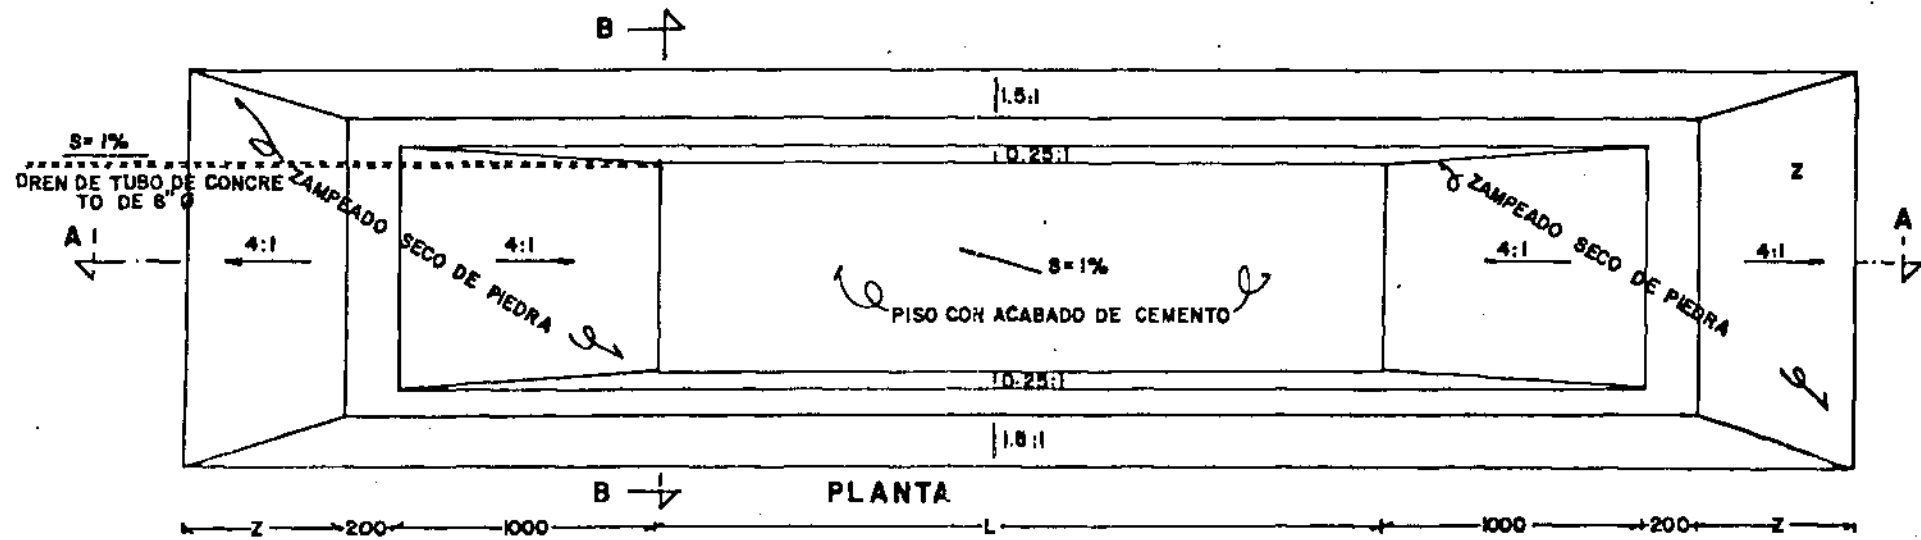 B
1.5:1
S=1%
0.25:1
DREN DE TUBO DE CONCRE
TO DE 6" Ø
ZAMPEADO SECO DE PIEDRA
ZAMPEADO SECO DE PIEDRA
Z
A
A
4:1
4:1
S=1%
4:1
4:1
PISO CON ACABADO DE CEMENTO
0.25:1
1.5:1
B
PLANTA
Z
200
1000
L
1000
200
Z